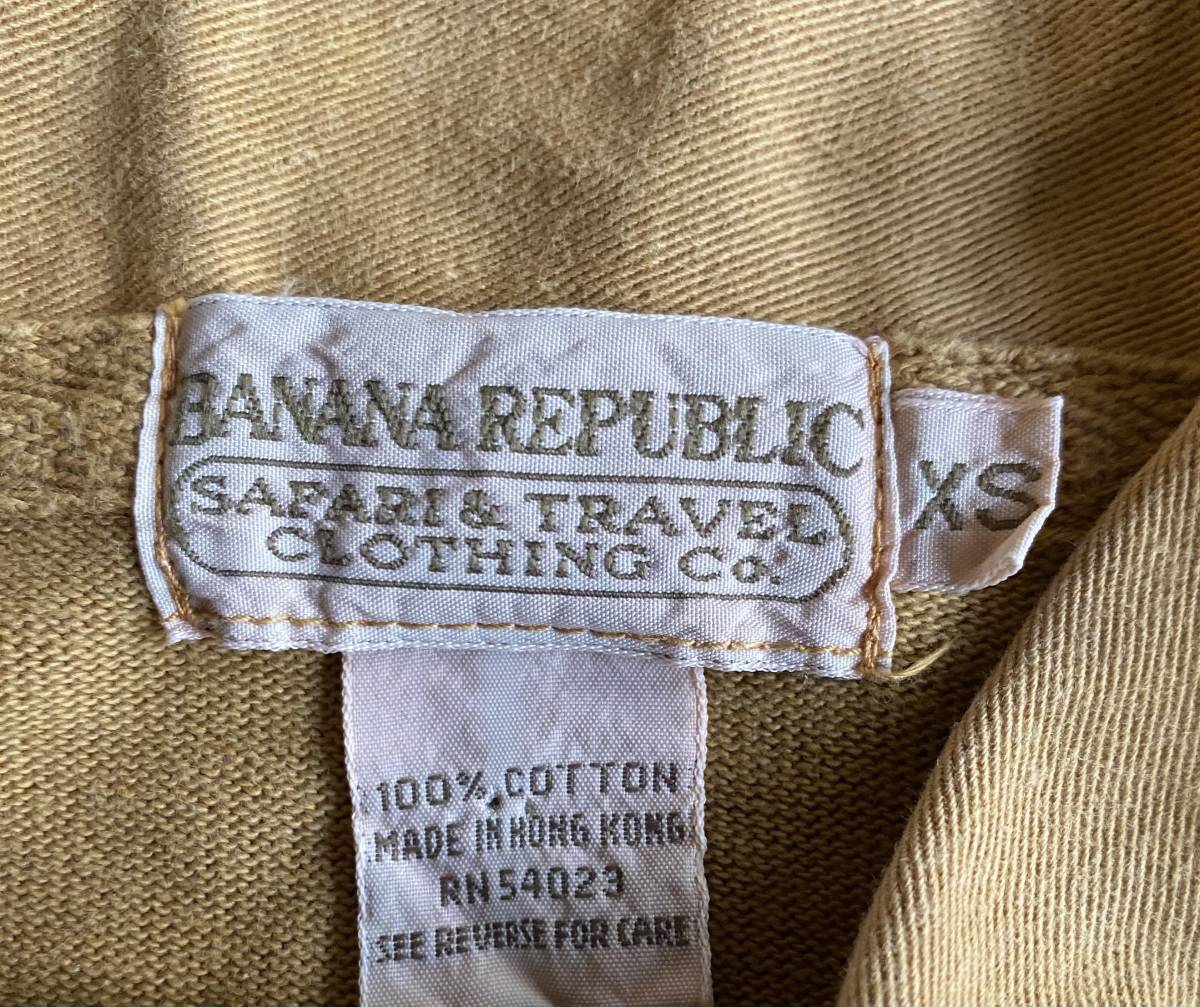 BANANA REPUBLIC
SAFARI & TRAVEL
CLOTHING Co.
XS
100% COTTON
MADE IN HONG KONG
RN 54023
SEE REVERSE FOR CARE